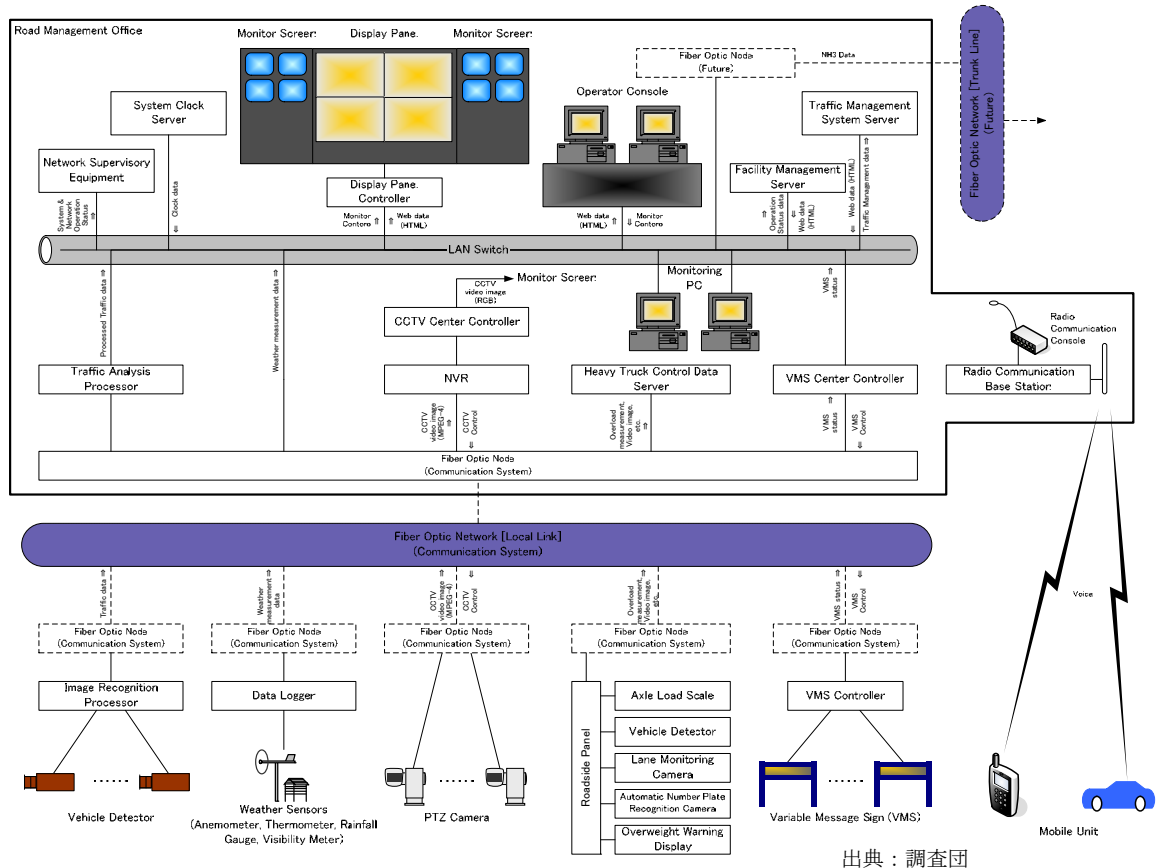 Road Management Office
Monitor Screen:
Display Pane.
Monitor Screen:
Fiber Optic Node
(Future)
NH3 Data
Fiber Optic Network [Trunk Line]
(Future)
System Clock
Server
Operator Console
Traffic Management
System Server
Network Supervisory
Equipment
Facility Management
Server
Display Pane.
Controller
System &
Network
Operation
Status ⇒
⇐ Clock data
Monitor
Contoro ⇒
⇐ Web data
(HTML)
Web data ⇒
(HTML)
⇐ Monitor
Contoro
⇒ Operation
Status data
⇐ Web data
(HTML)
⇐ Web data (HTML)
Traffic Management data ⇒
LAN Switch
Processed Traffic data ⇒
Weather measurement data ⇒
CCTV
video image
(RGB)
Monitor Screen:
Monitoring
PC
VMS
status ⇒
CCTV Center Controller
Radio
Communication
Console
Traffic Analysis
Processor
NVR
Heavy Truck Control Data
Server
VMS Center Controller
Radio Communication
Base Station:
CCTV
video image ⇒
(MPEG-4)
⇐ CCTV
Control
Overload
measurement, ⇒
Video image,
etc.
VMS
status ⇒
⇐ VMS
Control
Fiber Optic Node
(Communication System)
Fiber Optic Network [Local Link]
(Communication System)
Traffic data ⇒
Weather
measurement ⇒
data
CCTV
video image ⇒
(MPEG-4)
⇐ CCTV
Control
Overload
measurement, ⇒
Video image,
etc.
VMS status ⇒
⇐ VMS
Control
Voice
Fiber Optic Node
(Communication System)
Fiber Optic Node
(Communication System)
Fiber Optic Node
(Communication System)
Fiber Optic Node
(Communication System)
Fiber Optic Node
(Communication System)
Image Recognition
Processor
Data Logger
Roadside Panel
Axle Load Scale
Vehicle Detector
Lane Monitoring
Camera
Automatic Number Plate
Recognition Camera
Overweight Warning
Display
VMS Controller
Vehicle Detector
Weather Sensors
(Anemometer, Thermometer, Rainfall
Gauge, Visibility Meter)
PTZ Camera
Variable Message Sign (VMS)
Mobile Unit
出典：調査団